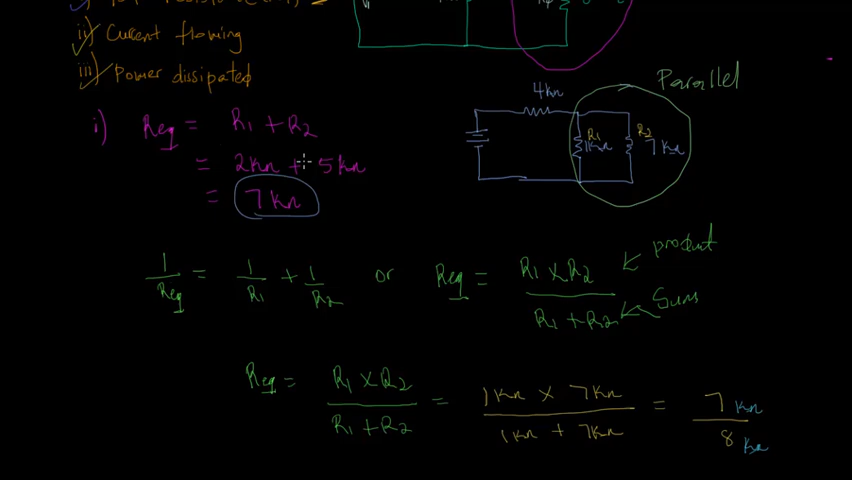 ii) Current flowing
iii) Power dissipated
Parallel
4kΩ
i) Req = R1 + R2
R1
1kΩ
R2
7kΩ
= 2kΩ + 5kΩ
= 7kΩ
1/Req = 1/R1 + 1/R2 or Req = R1 × R2 / R1 + R2
product
Sum
Req = R1 × R2 / R1 + R2 = 1kΩ × 7kΩ / 1kΩ + 7kΩ = 7 kΩ / 8 kΩ